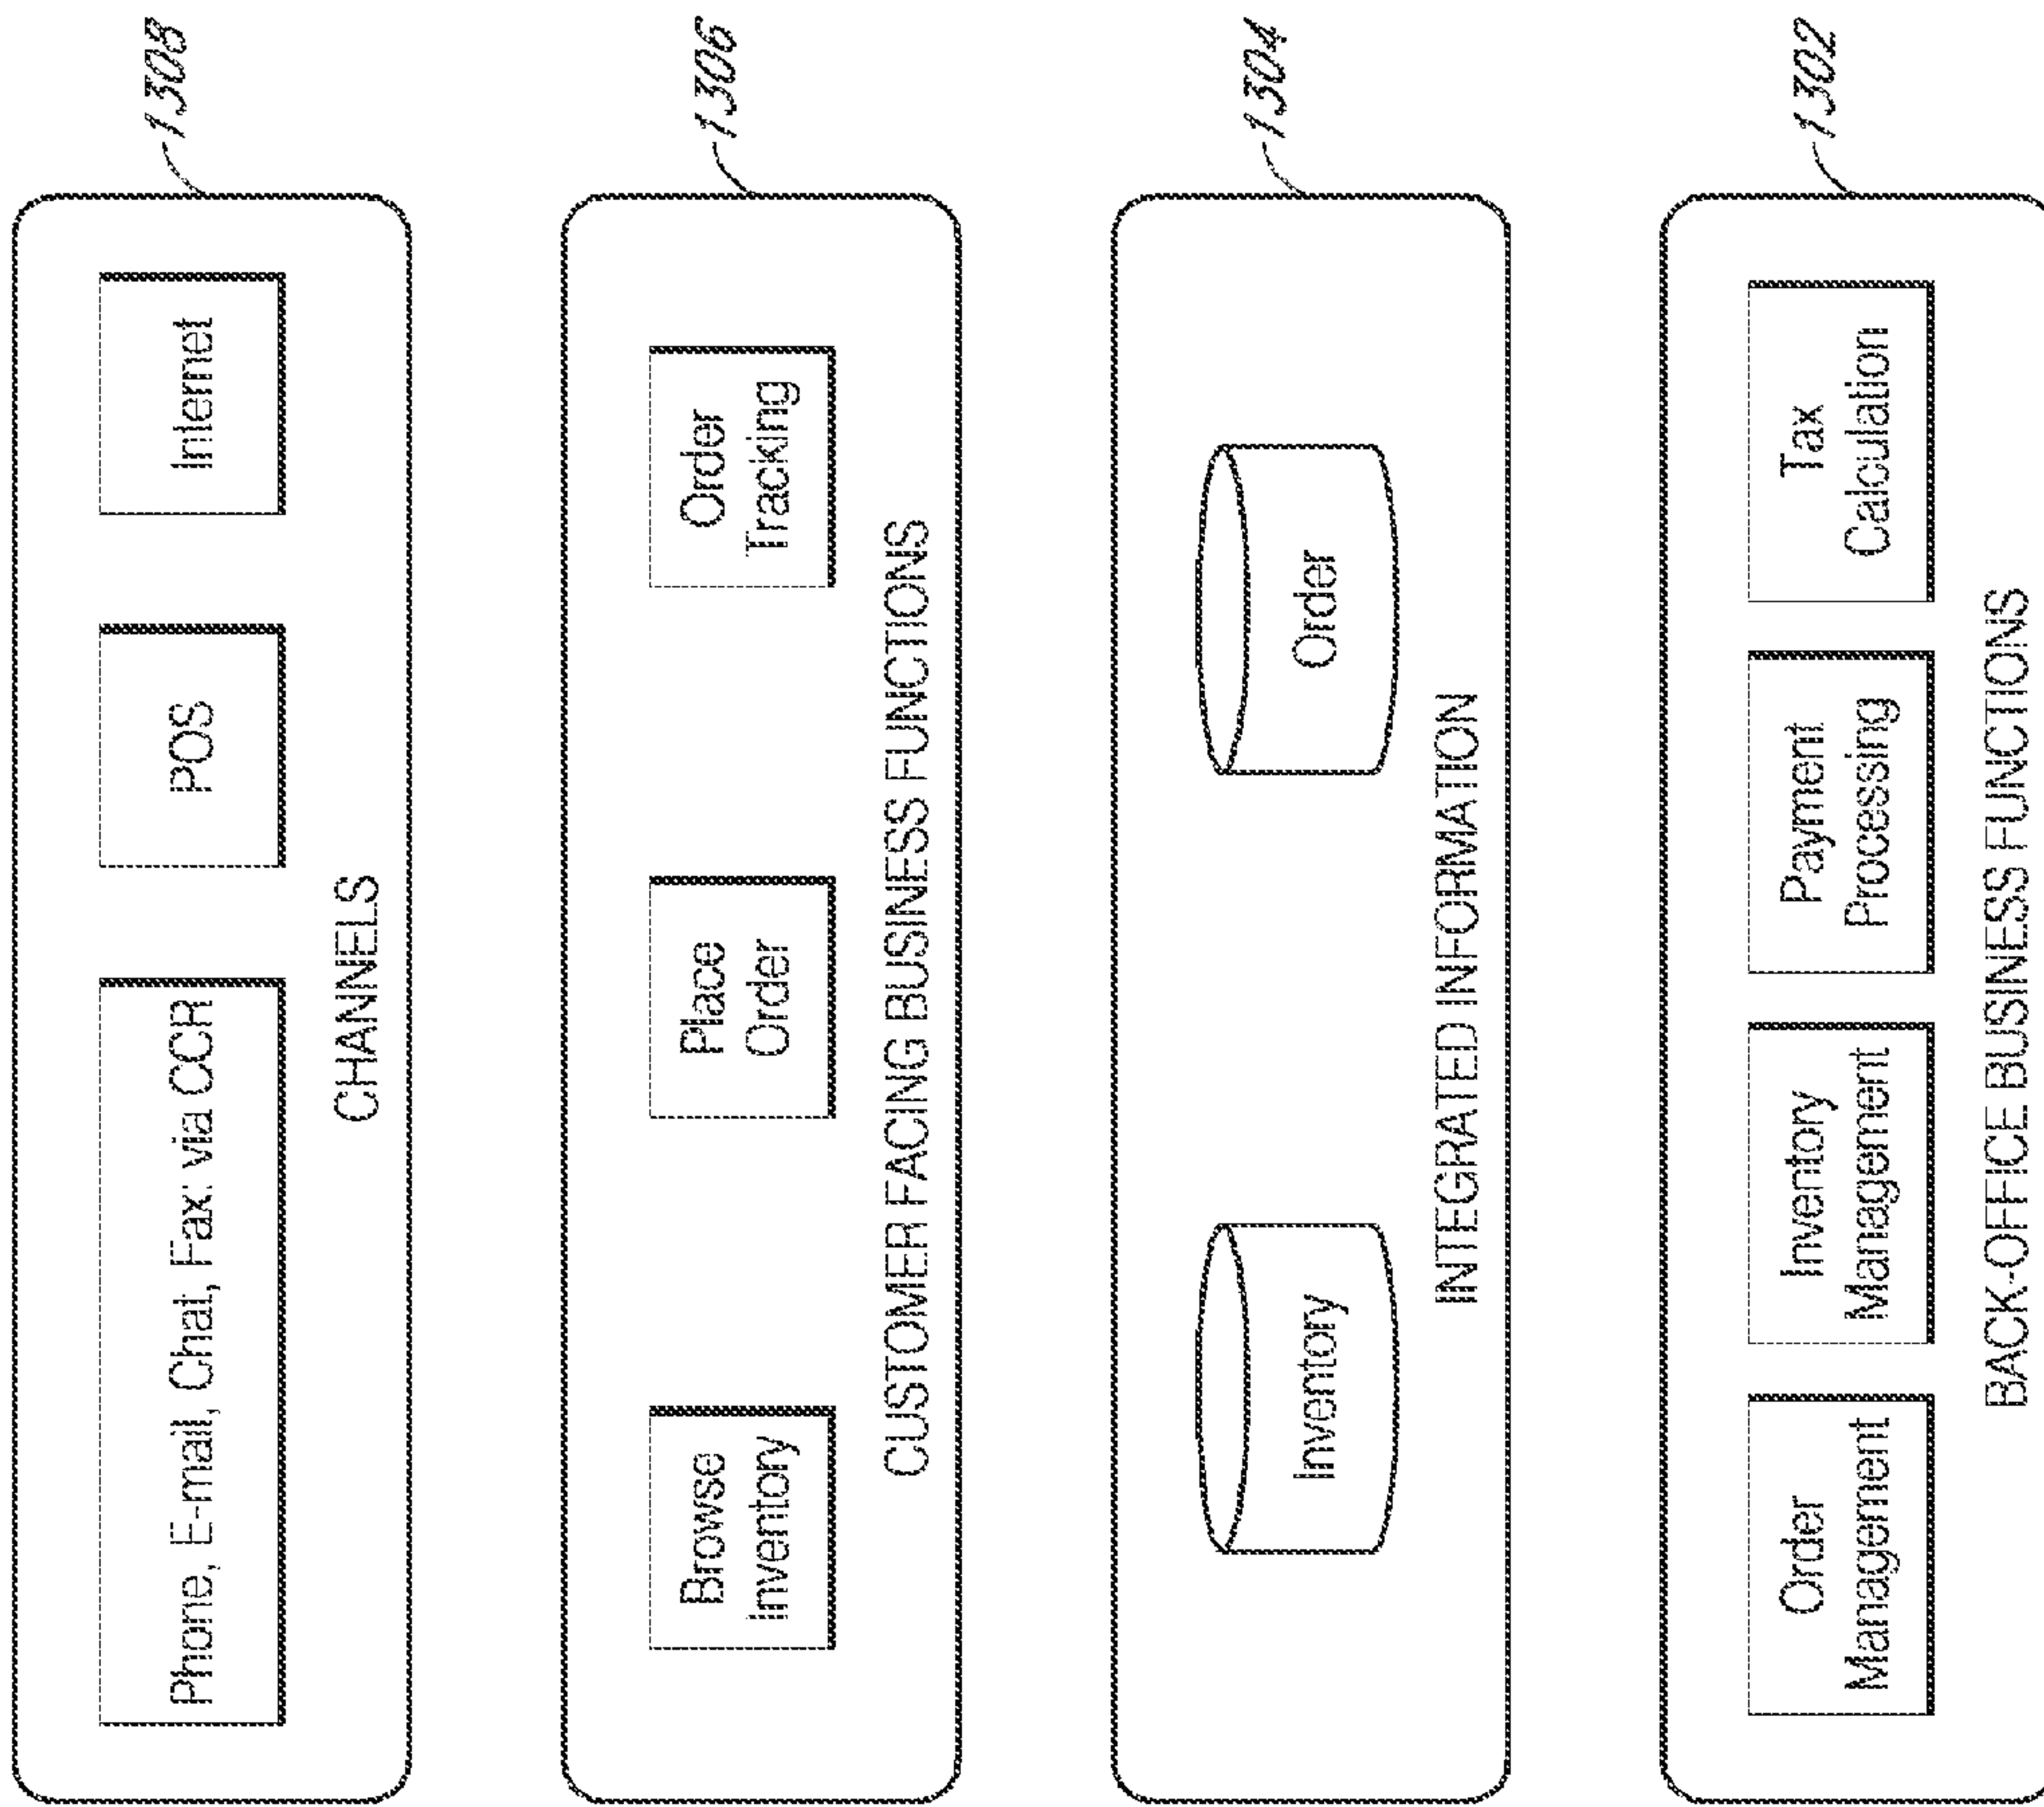 1308
Phone, E-mail, Chat, Fax: via CCR
POS
Internet
CHANNELS
1306
Browse
Inventory
Place
Order
Order
Tracking
CUSTOMER FACING BUSINESS FUNCTIONS
1304
Inventory
Order
INTEGRATED INFORMATION
1302
Order
Management
Inventory
Management
Payment
Processing
Tax
Calculation
BACK-OFFICE BUSINESS FUNCTIONS